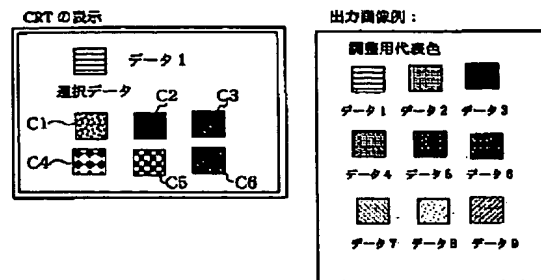 CRT の表示
データ 1
選択データ
C1 C2 C3
C4 C5 C6
出力画像例：
調整用代表色
データ 1 データ 2 データ 3
データ 4 データ 5 データ 6
データ 7 データ 8 データ 9